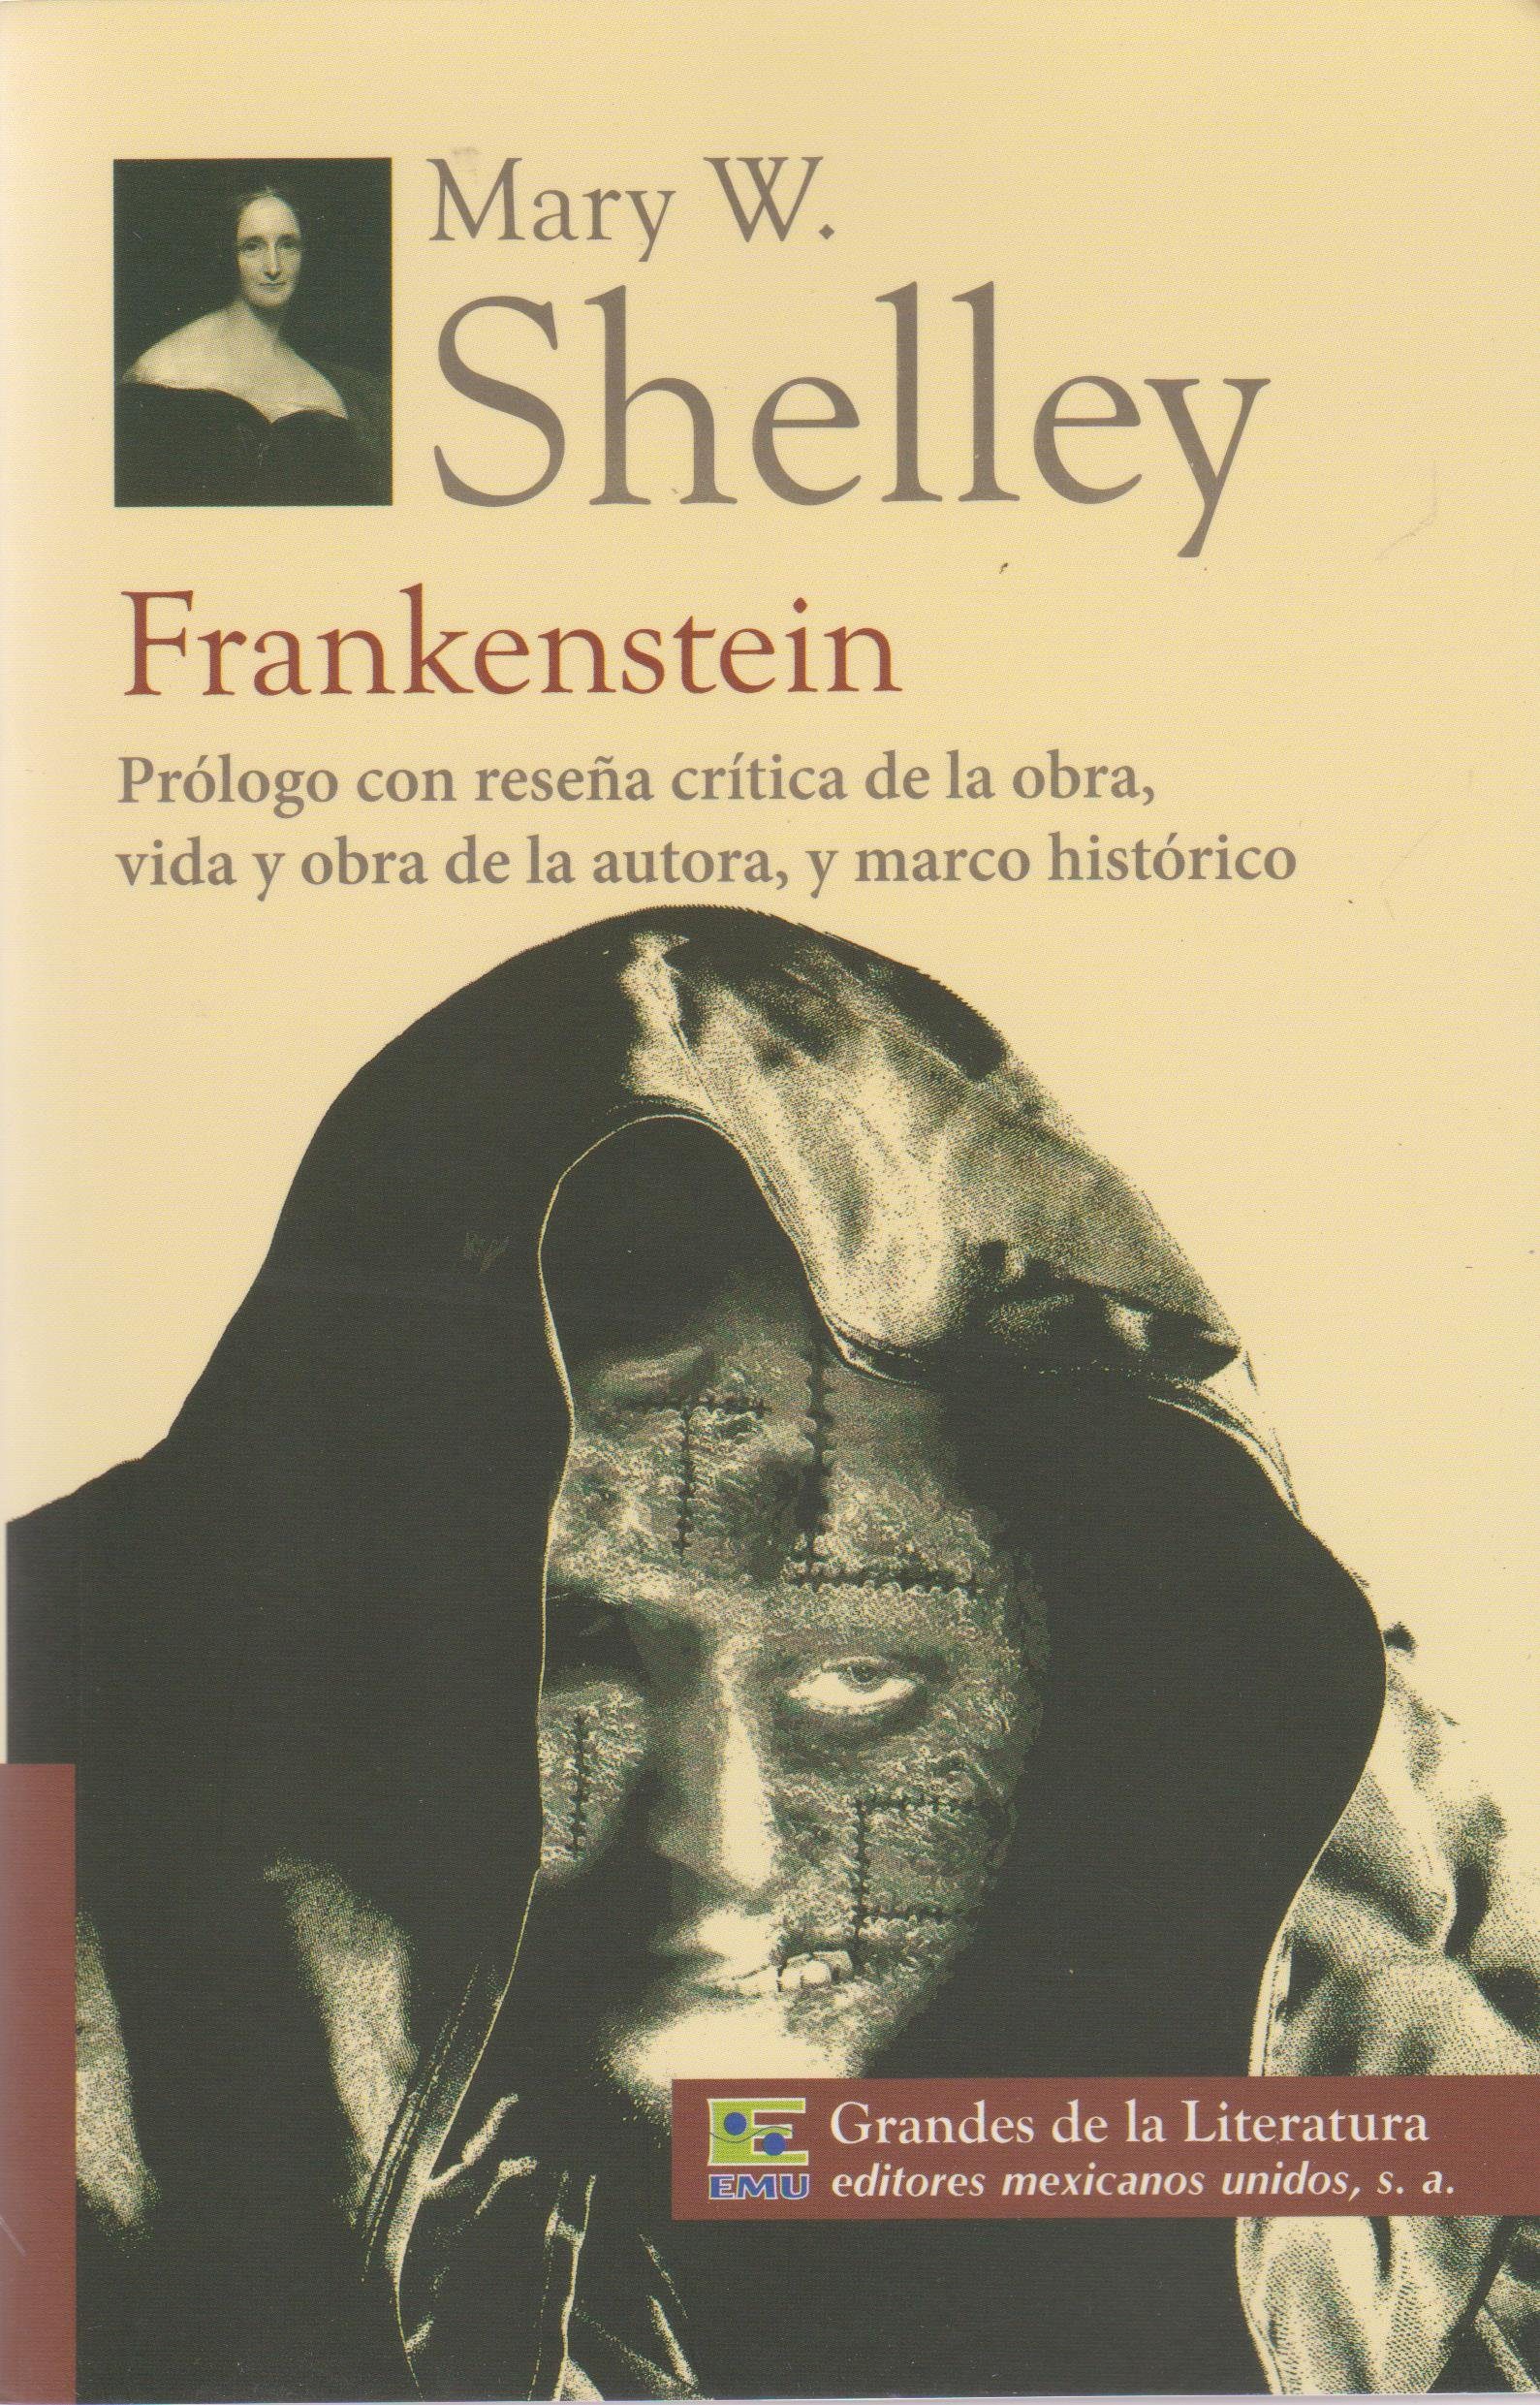 Mary W.
Shelley
Frankenstein
Prólogo con reseña crítica de la obra,
vida y obra de la autora, y marco histórico
Grandes de la Literatura
EMU
editores mexicanos unidos, s. a.